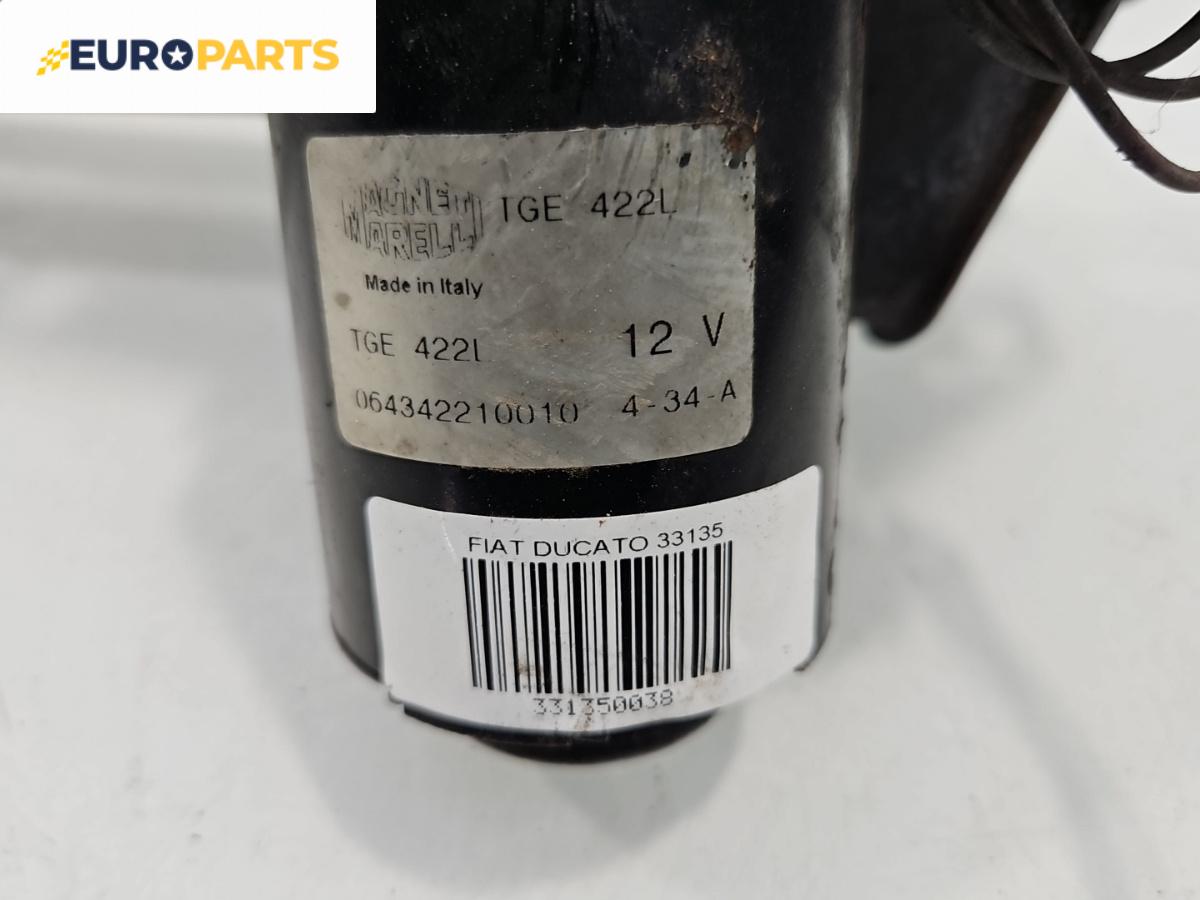 EUROPARTS
MAGNETI MARELLI
TGE 422L
Made in Italy
TGE 422L 12 V
064342210010 4-34-A
FIAT DUCATO 33135
331350038